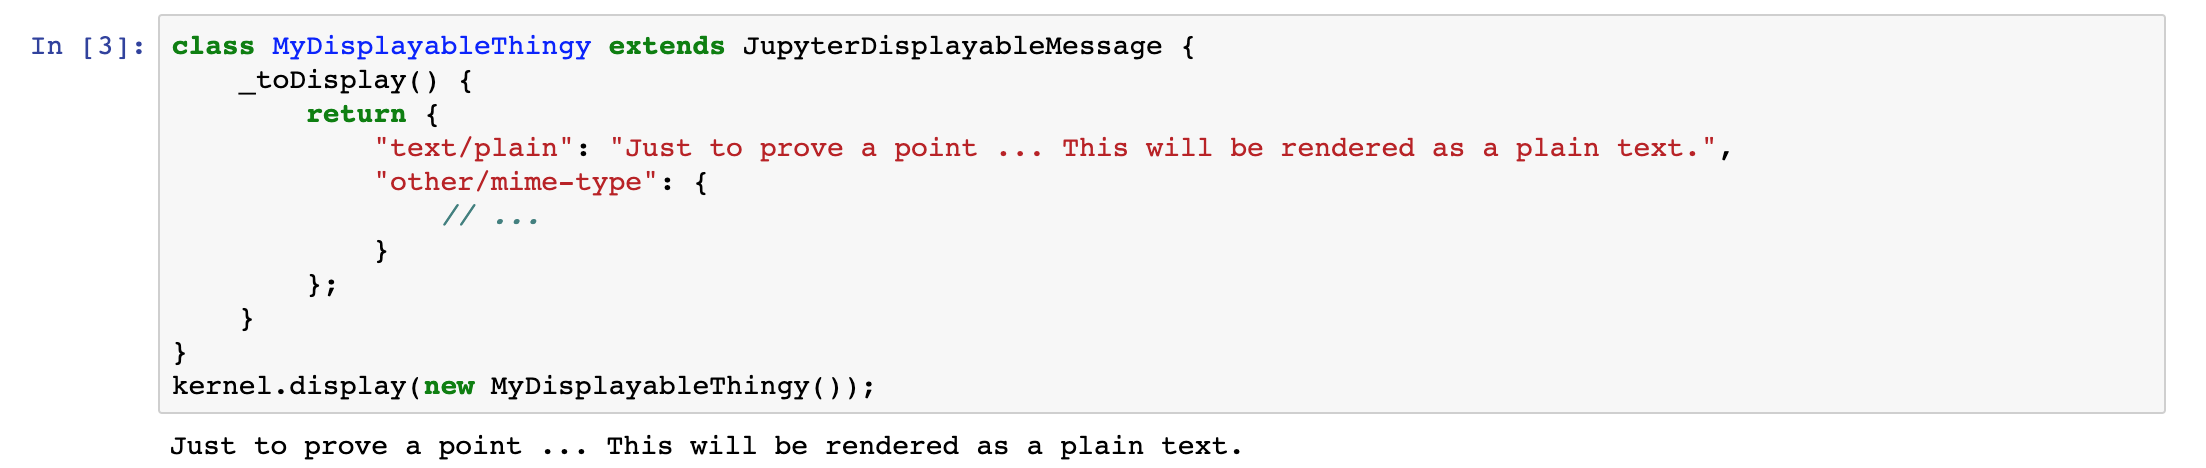 In [3]: class MyDisplayableThingy extends JupyterDisplayableMessage {
    _toDisplay() {
        return {
            "text/plain": "Just to prove a point ... This will be rendered as a plain text.",
            "other/mime-type": {
                // ...
            }
        };
    }
}
kernel.display(new MyDisplayableThingy());
Just to prove a point ... This will be rendered as a plain text.